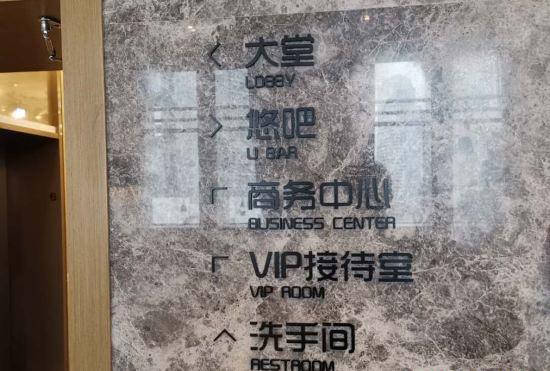 大堂
LOBBY
悠吧
U BAR
商务中心
BUSINESS CENTER
VIP接待室
VIP ROOM
洗手间
RESTROOM